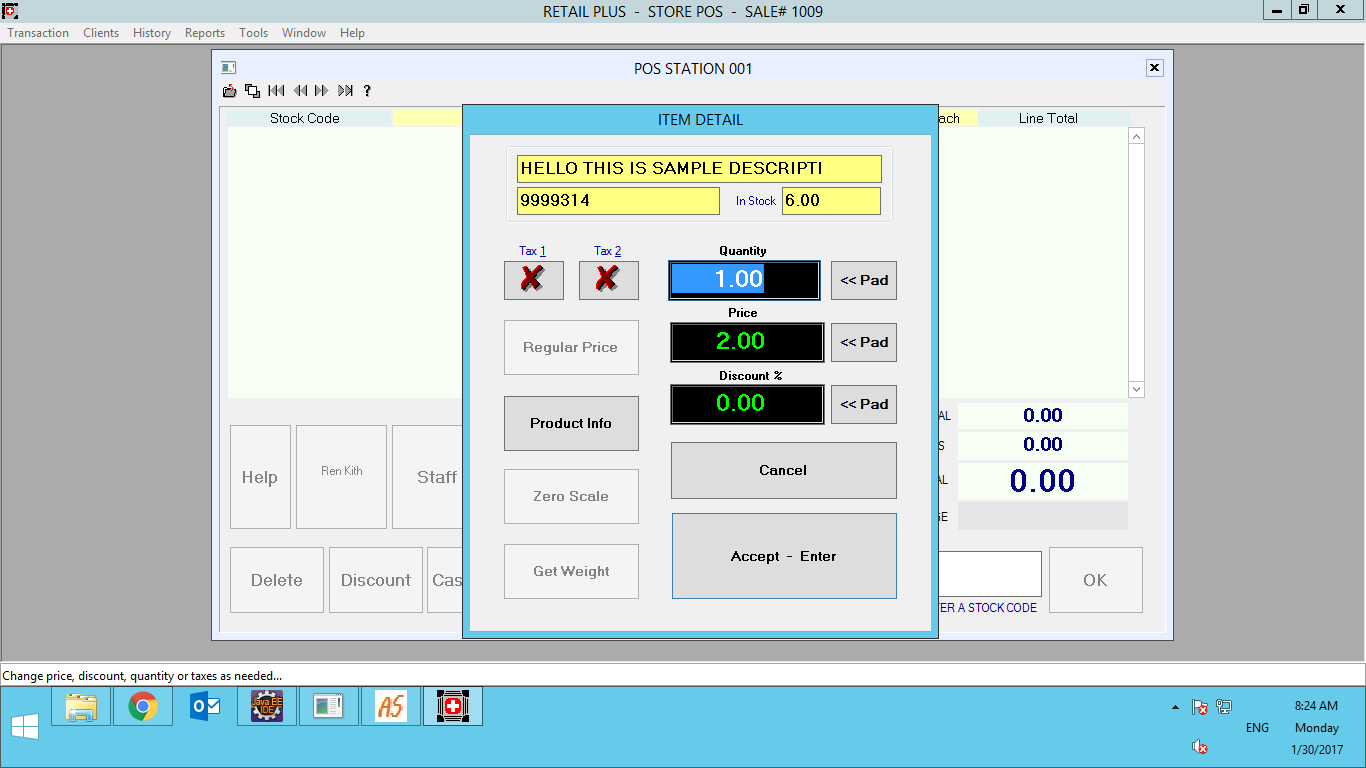 RETAIL PLUS - STORE POS - SALE# 1009
Transaction Clients History Reports Tools Window Help
POS STATION 001
?
Stock Code ach Line Total
ITEM DETAIL
HELLO THIS IS SAMPLE DESCRIPTI
9999314 In Stock 6.00
Tax 1 Tax 2 Quantity
1.00 << Pad
Price
Regular Price 2.00 << Pad
Discount %
0.00 << Pad
Product Info
Cancel
Zero Scale
Accept - Enter
Get Weight
AL 0.00
S 0.00
AL 0.00
GE
Help Ren Kith Staff
Delete Discount Cas OK
ER A STOCK CODE
Change price, discount, quantity or taxes as needed...
Java EE
IDE
AS
ENG
8:24 AM
Monday
1/30/2017